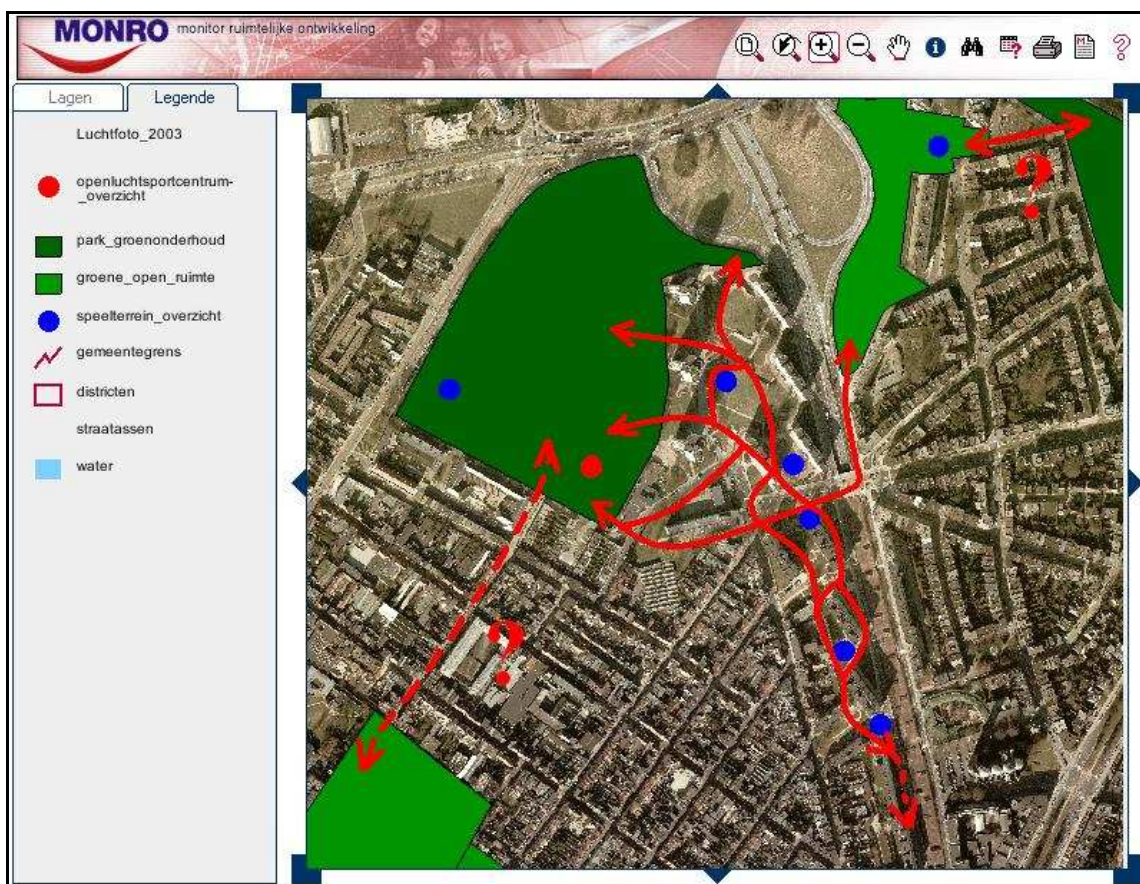 MONRO monitor ruimtelijke ontwikkeling
Lagen
Legende
Luchtfoto_2003
openluchtsportcentrum-
_overzicht
park_groenonderhoud
groene_open_ruimte
speelterrein_overzicht
gemeentegrens
districten
straatassen
water
?
?